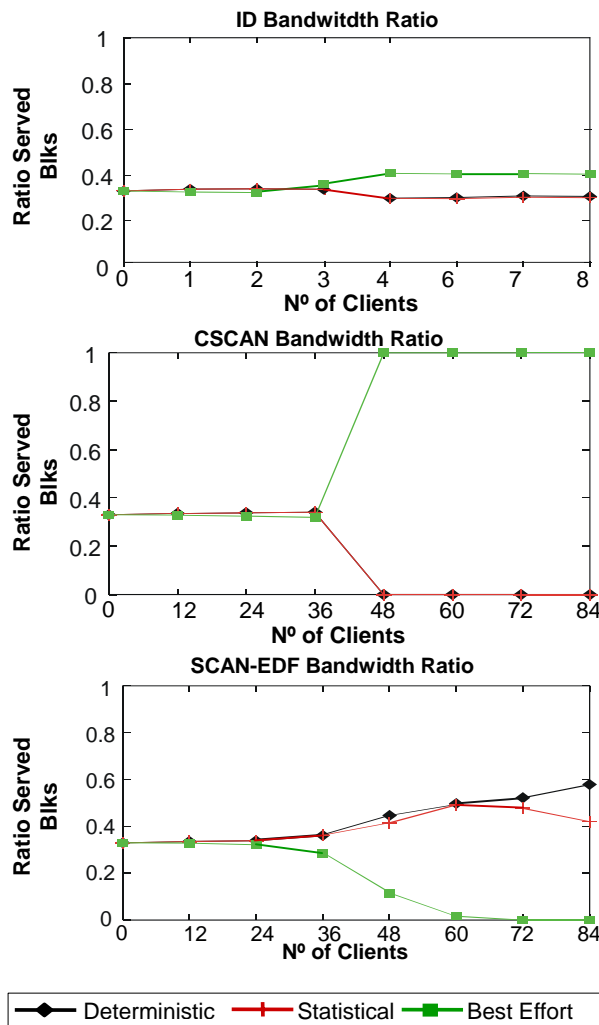 ID Bandwitdth Ratio
1
0.8
0.6
0.4
0.2
0
Ratio Served
Blks
0 1 2 3 4 6 7 8
Nº of Clients
CSCAN Bandwidth Ratio
1
0.8
0.6
0.4
0.2
0
Ratio Served
Blks
0 12 24 36 48 60 72 84
Nº of Clients
SCAN-EDF Bandwidth Ratio
1
0.8
0.6
0.4
0.2
0
Ratio Served
Blks
0 12 24 36 48 60 72 84
Nº of Clients
Deterministic Statistical Best Effort